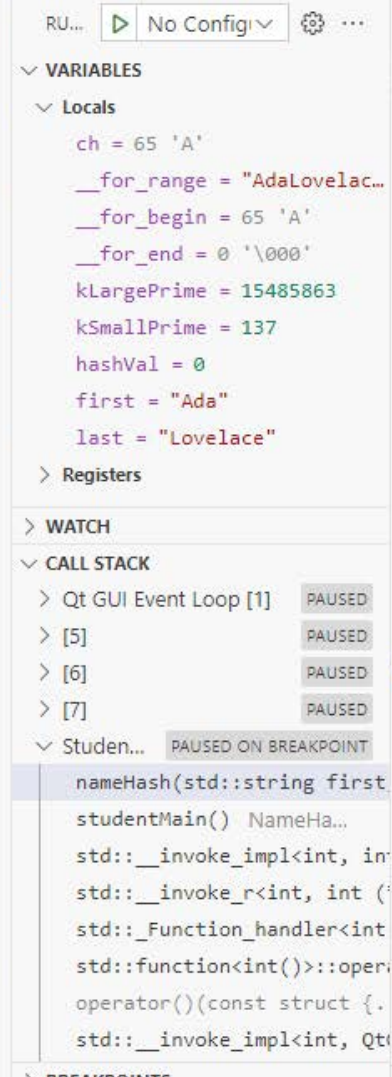 RU... No Config
VARIABLES
Locals
ch = 65 'A'
__for_range = "AdaLovelac…
__for_begin = 65 'A'
__for_end = 0 '\000'
kLargePrime = 15485863
kSmallPrime = 137
hashVal = 0
first = "Ada"
last = "Lovelace"
Registers
WATCH
CALL STACK
Qt GUI Event Loop [1] PAUSED
[5] PAUSED
[6] PAUSED
[7] PAUSED
Studen... PAUSED ON BREAKPOINT
nameHash(std::string first
studentMain() NameHa...
std::__invoke_impl<int, in
std::__invoke_r<int, int (
std::_Function_handler<int
std::function<int()>::oper
operator()(const struct {..
std::__invoke_impl<int, Qt
BREAKPOINTS